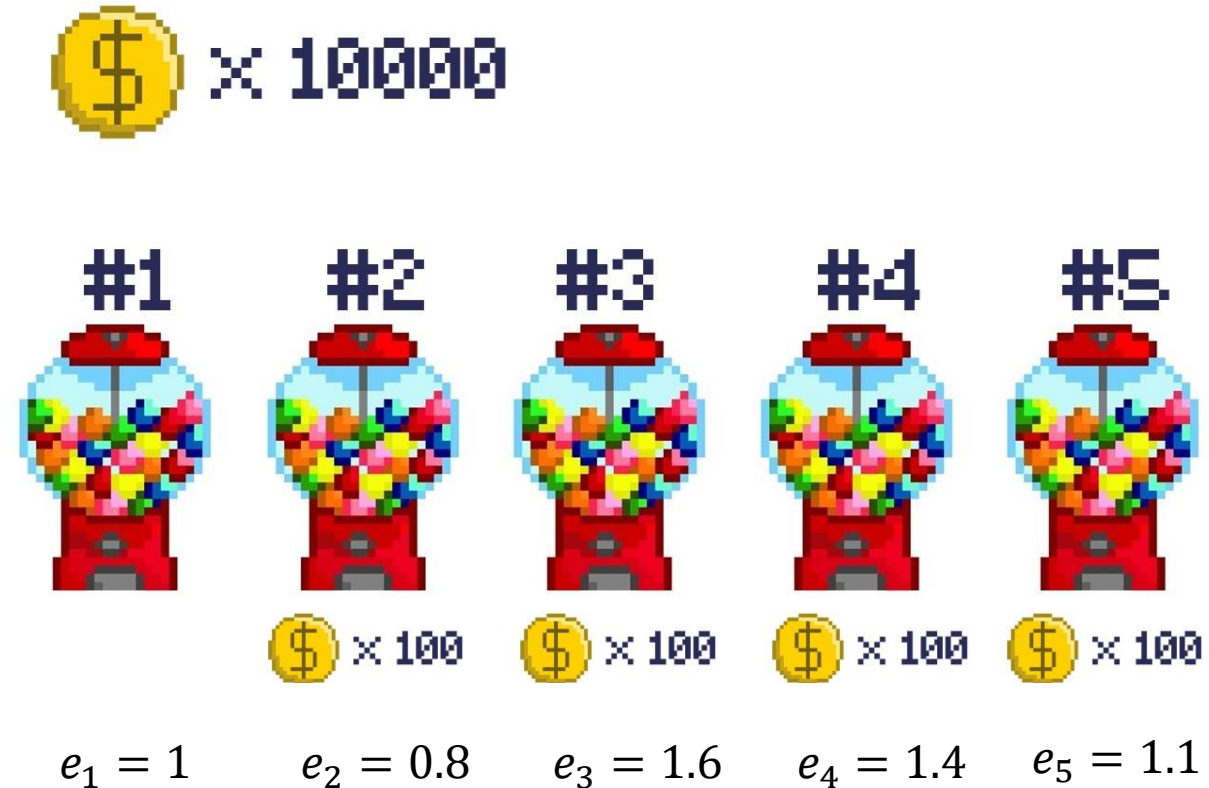 $ × 10000
#1 #2 #3 #4 #5
$ × 100 $ × 100 $ × 100 $ × 100
e₁ = 1 e₂ = 0.8 e₃ = 1.6 e₄ = 1.4 e₅ = 1.1